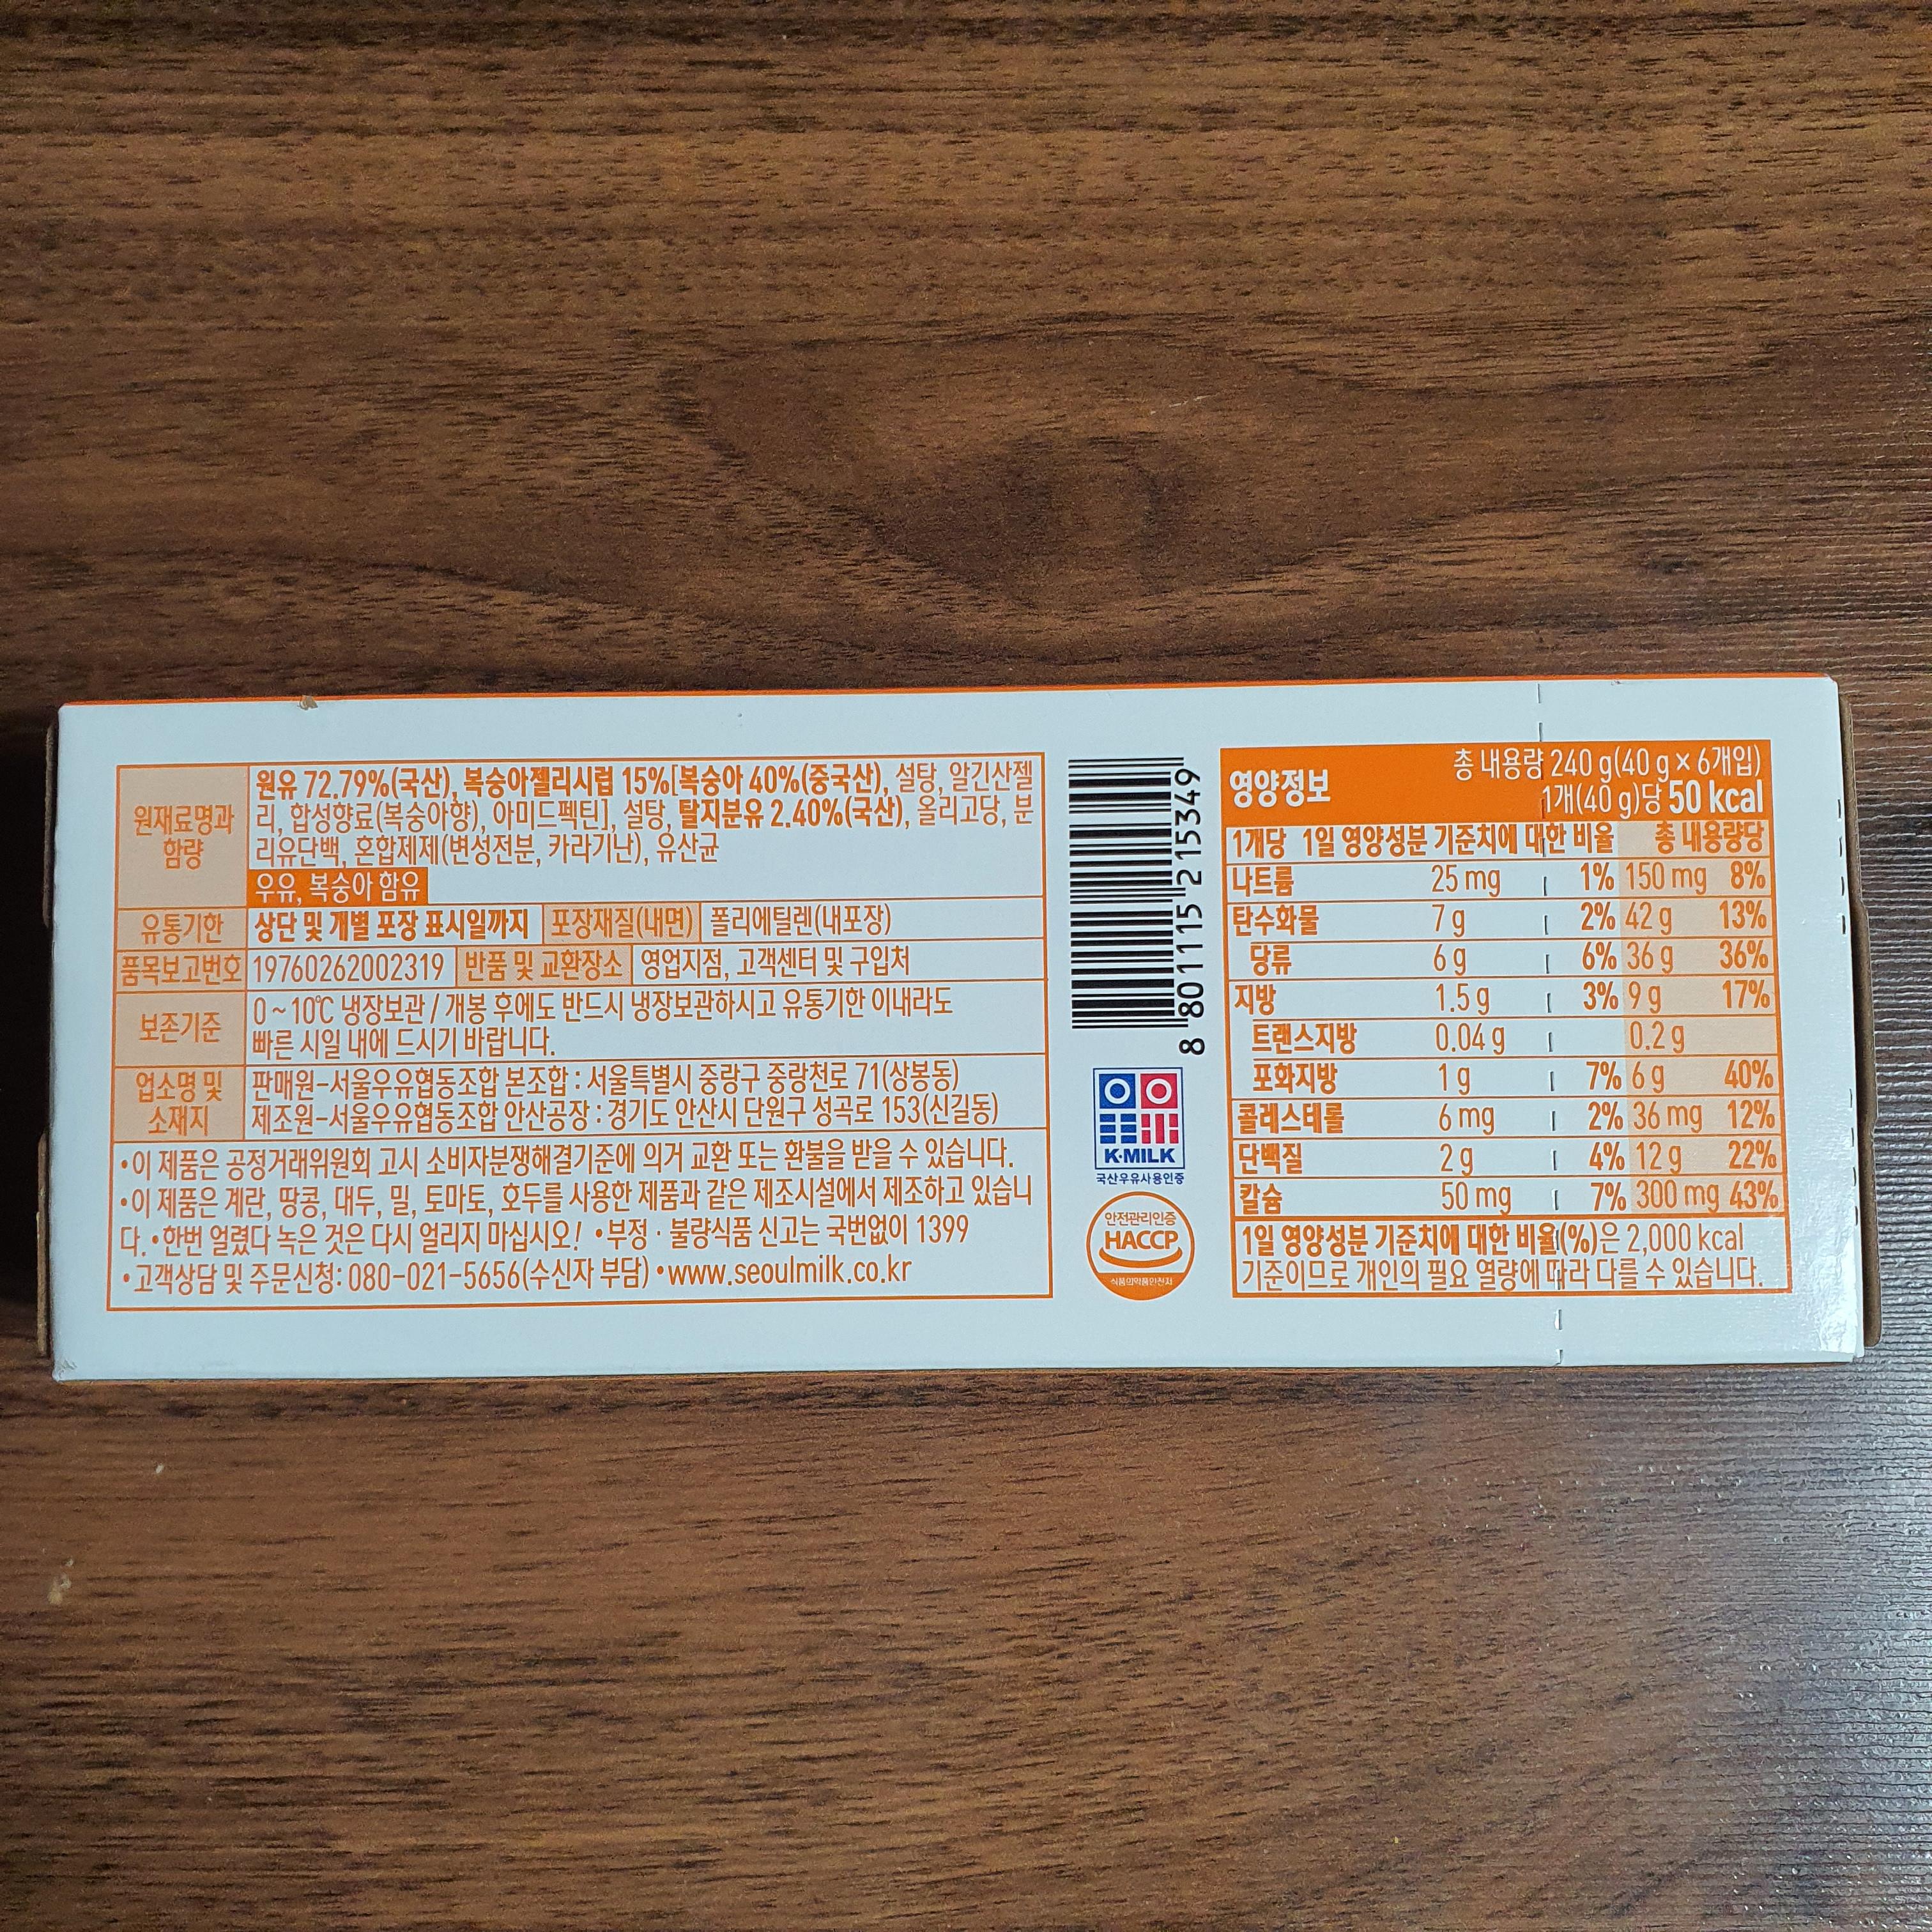 원재료명과
함량
원유 72.79%(국산), 복숭아젤리시럽 15%[복숭아 40%(중국산), 설탕, 알긴산젤
리, 합성향료(복숭아향), 아미드펙틴], 설탕, 탈지분유 2.40%(국산), 올리고당, 분
리유단백, 혼합제제(변성전분, 카라기난), 유산균
우유, 복숭아 함유
유통기한 상단 및 개별 포장 표시일까지 포장재질(내면) 폴리에틸렌(내포장)
품목보고번호 19760262002319 반품 및 교환장소 영업지점, 고객센터 및 구입처
보존기준
0~10℃ 냉장보관 / 개봉 후에도 반드시 냉장보관하시고 유통기한 이내라도
빠른 시일 내에 드시기 바랍니다.
업소명 및
소재지
판매원-서울우유협동조합 본조합 : 서울특별시 중랑구 중랑천로 71(상봉동)
제조원-서울우유협동조합 안산공장 : 경기도 안산시 단원구 성곡로 153(신길동)
•이 제품은 공정거래위원회 고시 소비자분쟁해결기준에 의거 교환 또는 환불을 받을 수 있습니다.
•이 제품은 계란, 땅콩, 대두, 밀, 토마토, 호두를 사용한 제품과 같은 제조시설에서 제조하고 있습니
다. •한번 얼렸다 녹은 것은 다시 얼리지 마십시오! •부정 · 불량식품 신고는 국번없이 1399
•고객상담 및 주문신청: 080-021-5656(수신자 부담) •www.seoulmilk.co.kr
8 801115 215349
K·MILK
국산우유사용인증
안전관리인증
HACCP
식품의약품안전처
영양정보
총 내용량 240 g(40 g × 6개입)
1개(40 g)당 50 kcal
1개당 1일 영양성분 기준치에 대한 비율 총 내용량당
나트륨 25 mg 1% 150 mg 8%
탄수화물 7 g 2% 42 g 13%
당류 6 g 6% 36 g 36%
지방 1.5 g 3% 9 g 17%
트랜스지방 0.04 g 0.2 g
포화지방 1 g 7% 6 g 40%
콜레스테롤 6 mg 2% 36 mg 12%
단백질 2 g 4% 12 g 22%
칼슘 50 mg 7% 300 mg 43%
1일 영양성분 기준치에 대한 비율(%)은 2,000 kcal
기준이므로 개인의 필요 열량에 따라 다를 수 있습니다.